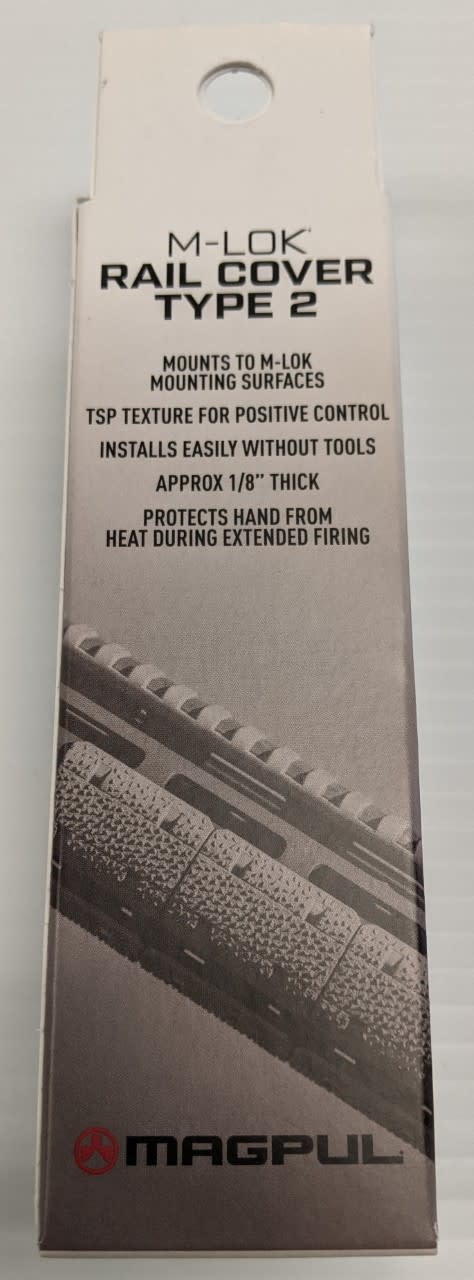 M-LOK
RAIL COVER
TYPE 2
MOUNTS TO M-LOK
MOUNTING SURFACES
TSP TEXTURE FOR POSITIVE CONTROL
INSTALLS EASILY WITHOUT TOOLS
APPROX 1/8” THICK
PROTECTS HAND FROM
HEAT DURING EXTENDED FIRING
MAGPUL